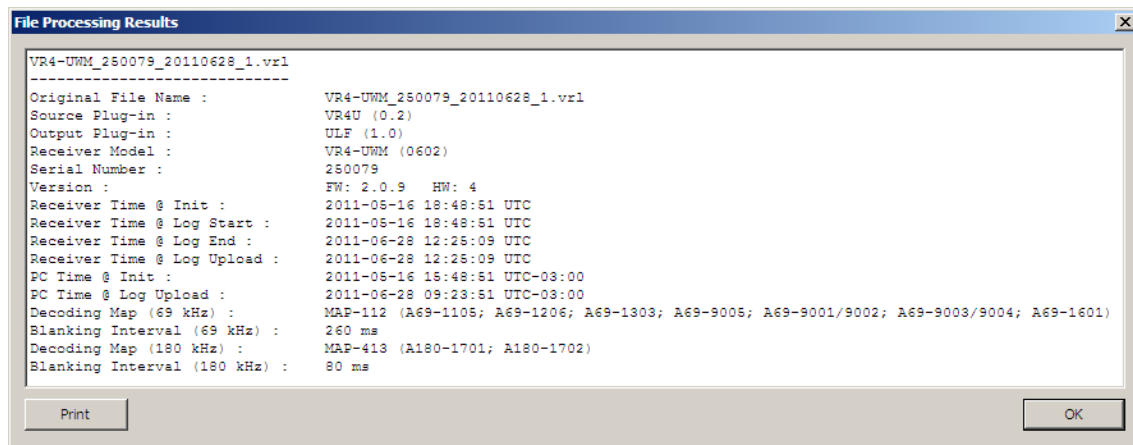 File Processing Results
VR4-UWM_250079_20110628_1.vrl
-----------------------------
Original File Name : VR4-UWM_250079_20110628_1.vrl
Source Plug-in : VR4U (0.2)
Output Plug-in : ULF (1.0)
Receiver Model : VR4-UWM (0602)
Serial Number : 250079
Version : FW: 2.0.9 HW: 4
Receiver Time @ Init : 2011-05-16 18:48:51 UTC
Receiver Time @ Log Start : 2011-05-16 18:48:51 UTC
Receiver Time @ Log End : 2011-06-28 12:25:09 UTC
Receiver Time @ Log Upload : 2011-06-28 12:25:09 UTC
PC Time @ Init : 2011-05-16 15:48:51 UTC-03:00
PC Time @ Log Upload : 2011-06-28 09:23:51 UTC-03:00
Decoding Map (69 kHz) : MAP-112 (A69-1105; A69-1206; A69-1303; A69-9005; A69-9001/9002; A69-9003/9004; A69-1601)
Blanking Interval (69 kHz) : 260 ms
Decoding Map (180 kHz) : MAP-413 (A180-1701; A180-1702)
Blanking Interval (180 kHz) : 80 ms
Print OK